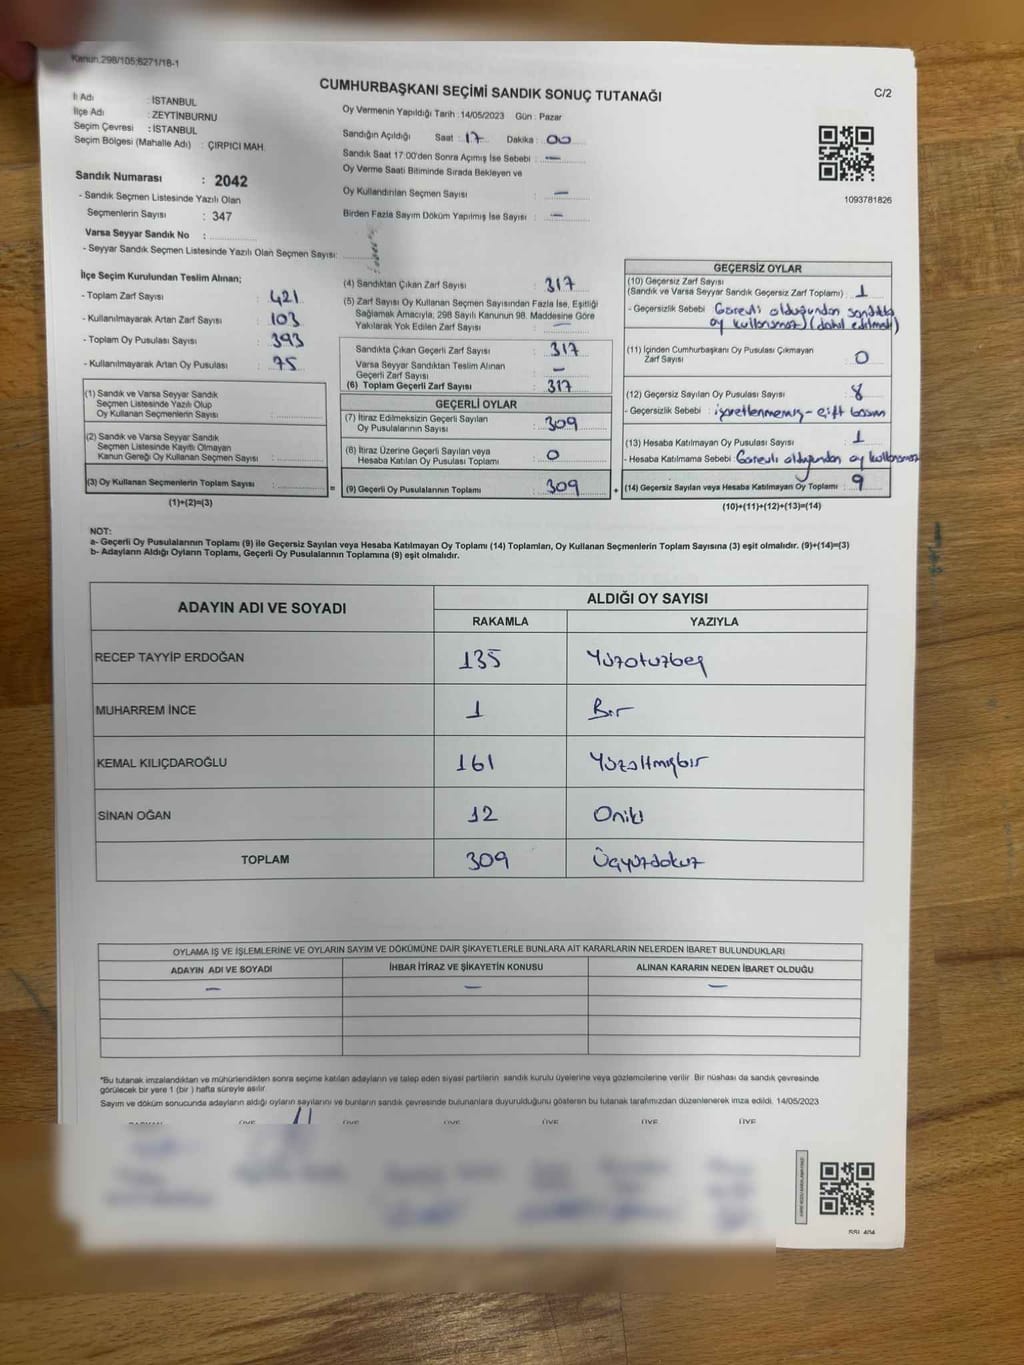 Kanun:298/105;6271/18-1
CUMHURBAŞKANI SEÇİMİ SANDIK SONUÇ TUTANAĞI
C/2
İl Adı : İSTANBUL
İlçe Adı : ZEYTİNBURNU
Seçim Çevresi : İSTANBUL
Seçim Bölgesi (Mahalle Adı) : ÇIRPICI MAH.
Oy Vermenin Yapıldığı Tarih :14/05/2023 Gün : Pazar
Sandığın Açıldığı Saat : 17 Dakika : 00
Sandık Saat 17:00'den Sonra Açımış İse Sebebi : —
Oy Verme Saati Bitiminde Sırada Bekleyen ve
Oy Kullandırılan Seçmen Sayısı : —
Birden Fazla Sayım Döküm Yapılmış İse Sayısı : —
1093781826
Sandık Numarası : 2042
- Sandık Seçmen Listesinde Yazılı Olan
Seçmenlerin Sayısı : 347
Varsa Seyyar Sandık No :
- Seyyar Sandık Seçmen Listesinde Yazılı Olan Seçmen Sayısı:
İlçe Seçim Kurulundan Teslim Alınan;
- Toplam Zarf Sayısı : 421
- Kullanılmayarak Artan Zarf Sayısı : 103
- Toplam Oy Pusulası Sayısı : 393
- Kullanılmayarak Artan Oy Pusulası : 75
(1) Sandık ve Varsa Seyyar Sandık
Seçmen Listesinde Yazılı Olup
Oy Kullanan Seçmenlerin Sayısı :
(2) Sandık ve Varsa Seyyar Sandık
Seçmen Listesinde Kayıtlı Olmayan
Kanun Gereği Oy Kullanan Seçmen Sayısı :
(3) Oy Kullanan Seçmenlerin Toplam Sayısı :
(1)+(2)=(3)
(4) Sandıktan Çıkan Zarf Sayısı : 317
(5) Zarf Sayısı Oy Kullanan Seçmen Sayısından Fazla İse, Eşitliği
Sağlamak Amacıyla, 298 Sayılı Kanunun 98. Maddesine Göre
Yakılarak Yok Edilen Zarf Sayısı : —
Sandıkta Çıkan Geçerli Zarf Sayısı : 317
Varsa Seyyar Sandıktan Teslim Alınan
Geçerli Zarf Sayısı : —
(6) Toplam Geçerli Zarf Sayısı : 317
GEÇERLİ OYLAR
(7) İtiraz Edilmeksizin Geçerli Sayılan
Oy Pusulalarının Sayısı : 309
(8) İtiraz Üzerine Geçerli Sayılan veya
Hesaba Katılan Oy Pusulası Toplamı : 0
= (9) Geçerli Oy Pusulalarının Toplamı : 309
GEÇERSİZ OYLAR
(10) Geçersiz Zarf Sayısı
(Sandık ve Varsa Seyyar Sandık Geçersiz Zarf Toplamı) : 1
- Geçersizlik Sebebi : Görevli olduğundan sandıkta
oy kullanamaz) (dahil edilmedi)
(11) İçinden Cumhurbaşkanı Oy Pusulası Çıkmayan
Zarf Sayısı : 0
(12) Geçersiz Sayılan Oy Pusulası Sayısı : 8
- Geçersizlik Sebebi : işaretlenmemiş - çift basım
(13) Hesaba Katılmayan Oy Pusulası Sayısı : 1
- Hesaba Katılmama Sebebi: Görevli olduğundan oy kullanamaz
+ (14) Geçersiz Sayılan veya Hesaba Katılmayan Oy Toplamı : 9
(10)+(11)+(12)+(13)=(14)
NOT:
a- Geçerli Oy Pusulalarının Toplamı (9) ile Geçersiz Sayılan veya Hesaba Katılmayan Oy Toplamı (14) Toplamları, Oy Kullanan Seçmenlerin Toplam Sayısına (3) eşit olmalıdır. (9)+(14)=(3)
b- Adayların Aldığı Oyların Toplamı, Geçerli Oy Pusulalarının Toplamına (9) eşit olmalıdır.
ADAYIN ADI VE SOYADI ALDIĞI OY SAYISI
RAKAMLA YAZIYLA
RECEP TAYYİP ERDOĞAN 135 Yüzotuzbeş
MUHARREM İNCE 1 Bir
KEMAL KILIÇDAROĞLU 161 Yüzaltmışbir
SİNAN OĞAN 12 Oniki
TOPLAM 309 Üçyüzdokuz
OYLAMA İŞ VE İŞLEMLERİNE VE OYLARIN SAYIM VE DÖKÜMÜNE DAİR ŞİKAYETLERLE BUNLARA AİT KARARLARIN NELERDEN İBARET BULUNDUKLARI
ADAYIN ADI VE SOYADI İHBAR İTİRAZ VE ŞİKAYETİN KONUSU ALINAN KARARIN NEDEN İBARET OLDUĞU
— — —
*Bu tutanak imzalandıktan ve mühürlendikten sonra seçime katılan adayların ve talep eden siyasi partilerin sandık kurulu üyelerine veya gözlemcilerine verilir. Bir nüshası da sandık çevresinde
görülecek bir yere 1 (bir ) hafta süreyle asılır.
Sayım ve döküm sonucunda adayların aldığı oyların sayılarını ve bunların sandık çevresinde bulunanlara duyurulduğunu gösteren bu tutanak tarafımızdan düzenlenerek imza edildi. 14/05/2023
ÜYE ÜYE ÜYE ÜYE ÜYE ÜYE